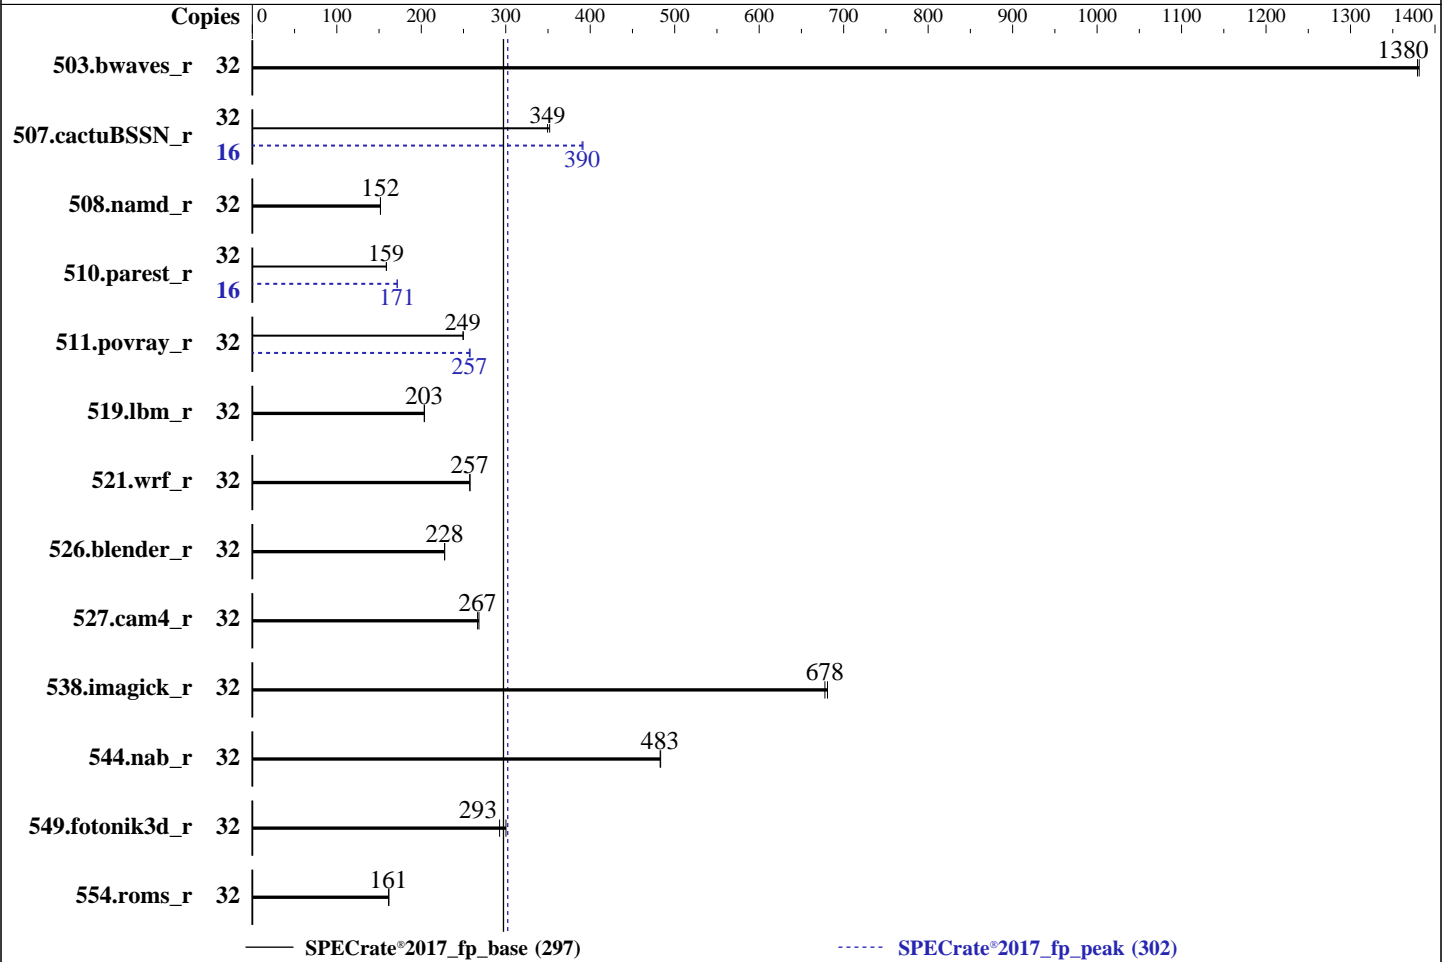 Copies 0 100 200 300 400 500 600 700 800 900 1000 1100 1200 1300 1400
503.bwaves_r 32 1380
507.cactuBSSN_r 32 349
16 390
508.namd_r 32 152
510.parest_r 32 159
16 171
511.povray_r 32 249
257
519.lbm_r 32 203
521.wrf_r 32 257
526.blender_r 32 228
527.cam4_r 32 267
538.imagick_r 32 678
544.nab_r 32 483
549.fotonik3d_r 32 293
554.roms_r 32 161
SPECrate®2017_fp_base (297) SPECrate®2017_fp_peak (302)